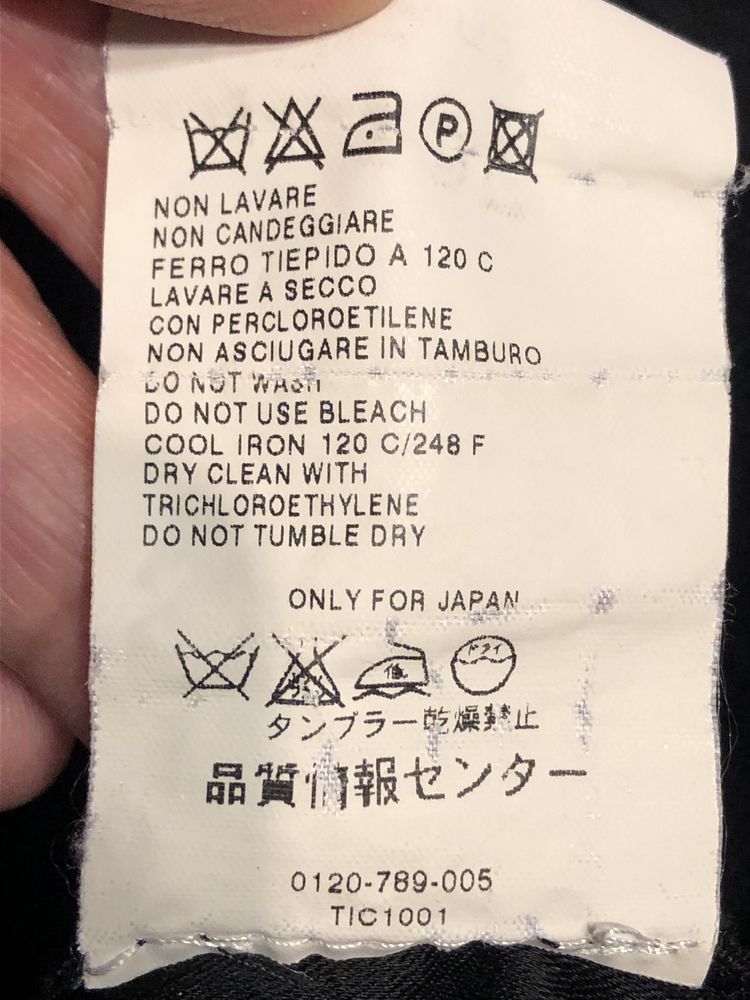 P
NON LAVARE
NON CANDEGGIARE
FERRO TIEPIDO A 120 C
LAVARE A SECCO
CON PERCLOROETILENE
NON ASCIUGARE IN TAMBURO
DO NOT WASH
DO NOT USE BLEACH
COOL IRON 120 C/248 F
DRY CLEAN WITH
TRICHLOROETHYLENE
DO NOT TUMBLE DRY
ONLY FOR JAPAN
低 ドライ
タンブラー乾燥禁止
品質情報センター
0120-789-005
TIC1001